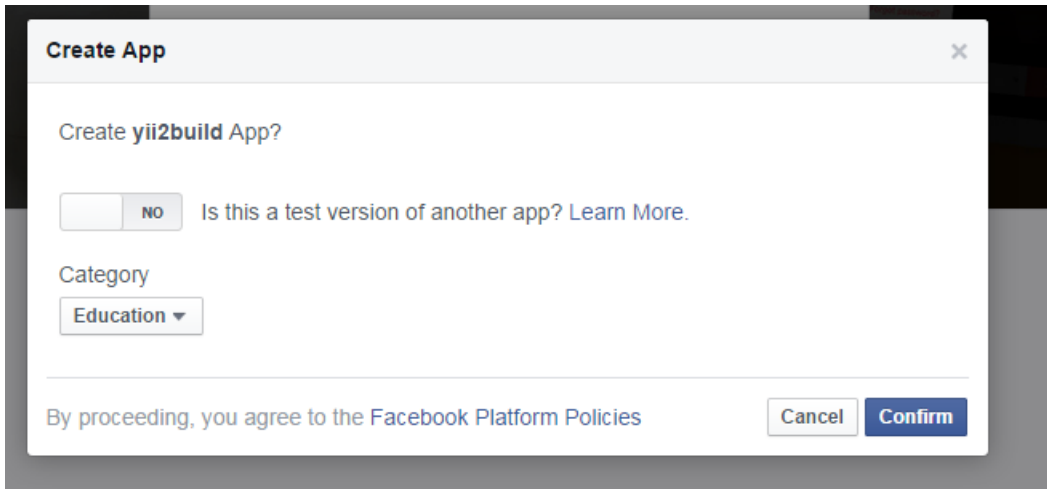 Create App
Create yii2build App?
NO Is this a test version of another app? Learn More.
Category
Education
By proceeding, you agree to the Facebook Platform Policies Cancel Confirm